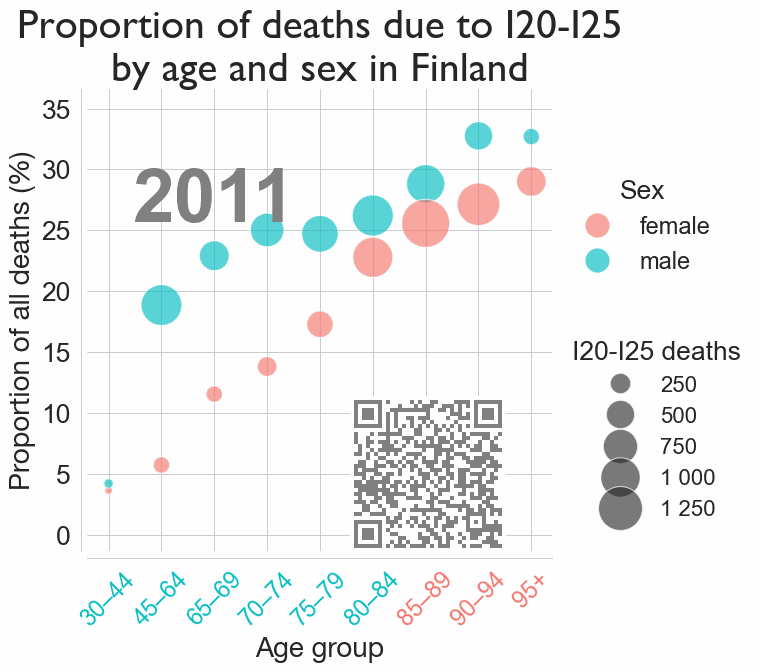 Proportion of deaths due to I20-I25
by age and sex in Finland
Proportion of all deaths (%)
35
30
25
20
15
10
5
0
2011
30–44
45–64
65–69
70–74
75–79
80–84
85–89
90–94
95+
Age group
Sex
female
male
I20-I25 deaths
250
500
750
1 000
1 250